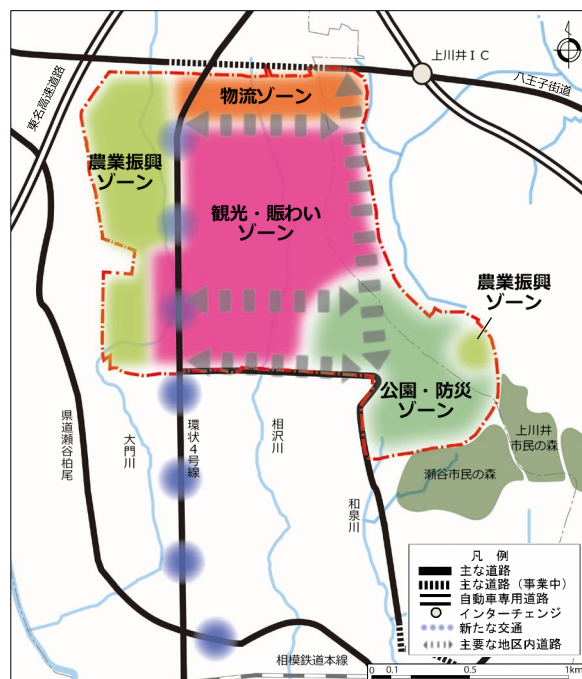 上川井ＩＣ
八王子街道
東名高速道路
物流ゾーン
農業振興
ゾーン
観光・賑わい
ゾーン
農業振興
ゾーン
公園・防災
ゾーン
上川井
市民の森
瀬谷市民の森
県道瀬谷柏尾
大門川
環状４号線
相沢川
和泉川
相模鉄道本線
凡 例
主な道路
主な道路（事業中）
自動車専用道路
インターチェンジ
新たな交通
主要な地区内道路
0 0.1 0.5 1km